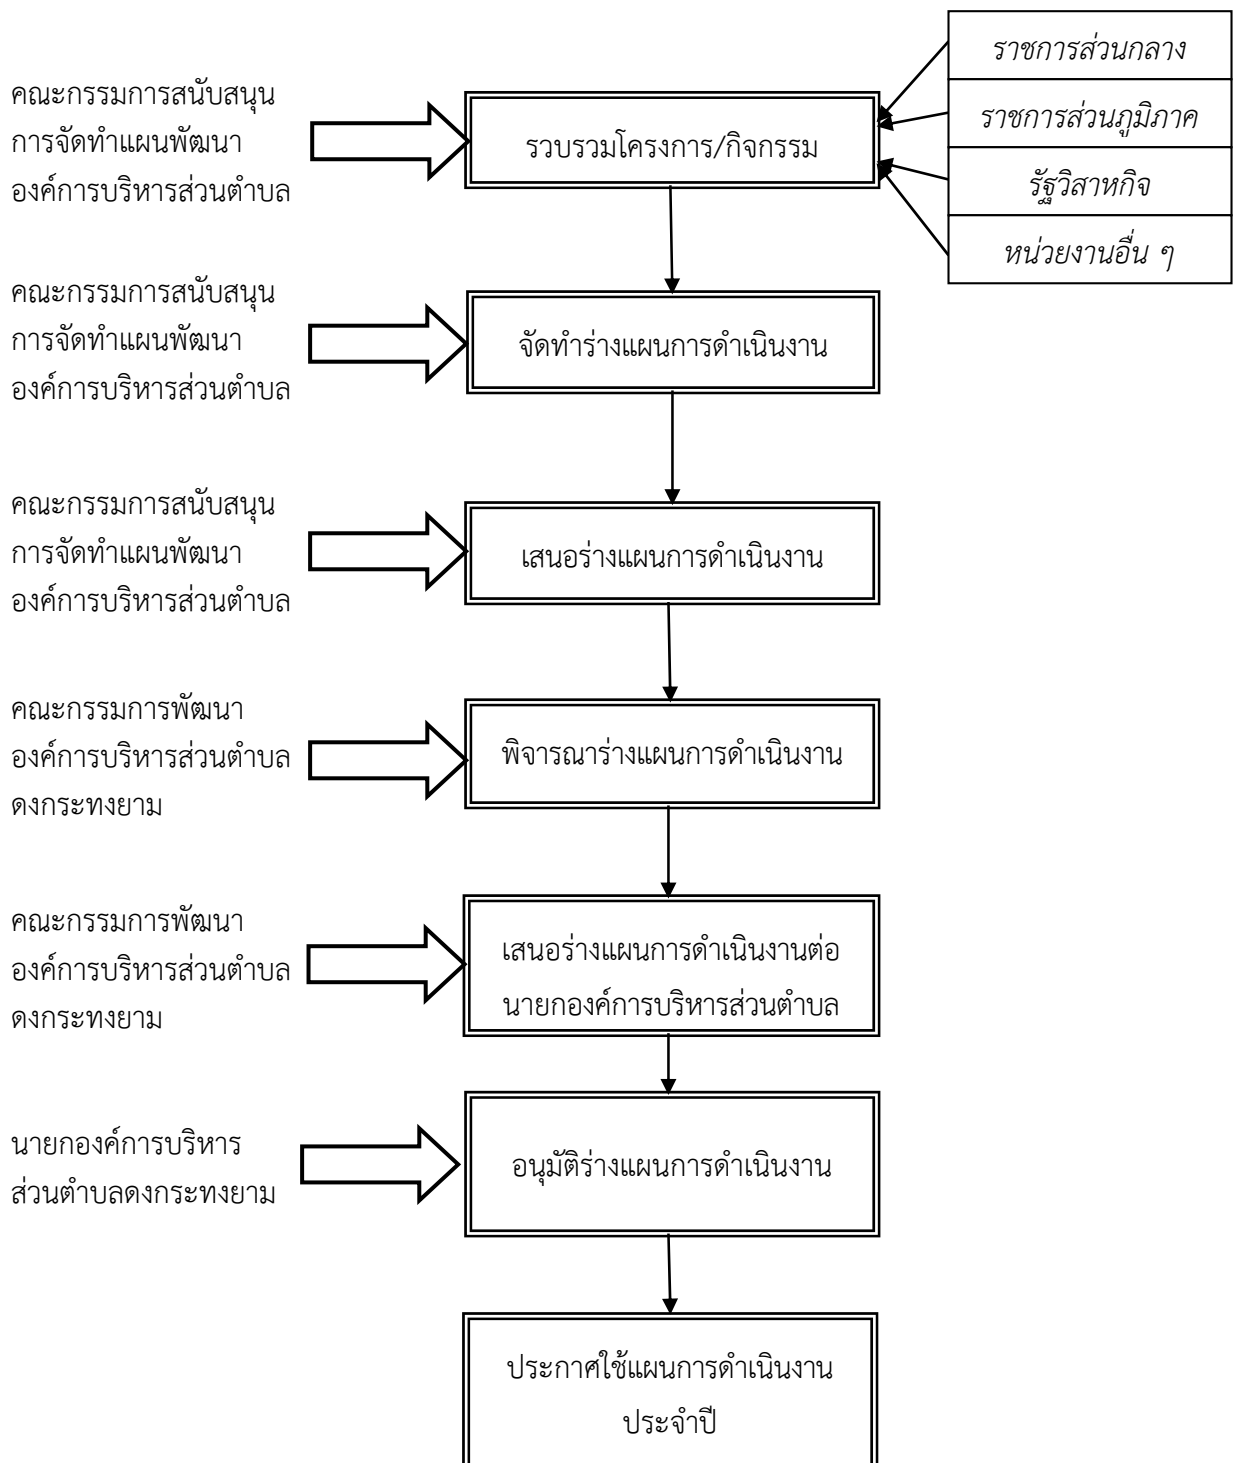 ราชการส่วนกลาง
ราชการส่วนภูมิภาค
รัฐวิสาหกิจ
หน่วยงานอื่น ๆ
คณะกรรมการสนับสนุน
การจัดทำแผนพัฒนา
องค์การบริหารส่วนตำบล
รวบรวมโครงการ/กิจกรรม
คณะกรรมการสนับสนุน
การจัดทำแผนพัฒนา
องค์การบริหารส่วนตำบล
จัดทำร่างแผนการดำเนินงาน
คณะกรรมการสนับสนุน
การจัดทำแผนพัฒนา
องค์การบริหารส่วนตำบล
เสนอร่างแผนการดำเนินงาน
คณะกรรมการพัฒนา
องค์การบริหารส่วนตำบล
ดงกระทงยาม
พิจารณาร่างแผนการดำเนินงาน
คณะกรรมการพัฒนา
องค์การบริหารส่วนตำบล
ดงกระทงยาม
เสนอร่างแผนการดำเนินงานต่อ
นายกองค์การบริหารส่วนตำบล
นายกองค์การบริหาร
ส่วนตำบลดงกระทงยาม
อนุมัติร่างแผนการดำเนินงาน
ประกาศใช้แผนการดำเนินงาน
ประจำปี